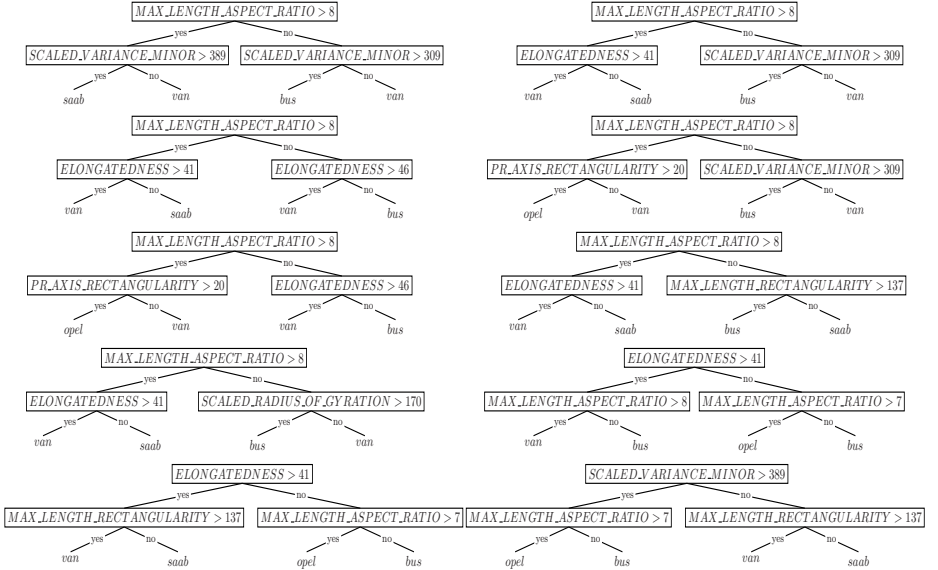 MAX_LENGTH_ASPECT_RATIO > 8
yes no
SCALED_VARIANCE_MINOR > 389 SCALED_VARIANCE_MINOR > 309
yes no yes no
saab van bus van
MAX_LENGTH_ASPECT_RATIO > 8
yes no
ELONGATEDNESS > 41 SCALED_VARIANCE_MINOR > 309
yes no yes no
van saab bus van
MAX_LENGTH_ASPECT_RATIO > 8
yes no
ELONGATEDNESS > 41 ELONGATEDNESS > 46
yes no yes no
van saab van bus
MAX_LENGTH_ASPECT_RATIO > 8
yes no
PR_AXIS_RECTANGULARITY > 20 SCALED_VARIANCE_MINOR > 309
yes no yes no
opel van bus van
MAX_LENGTH_ASPECT_RATIO > 8
yes no
PR_AXIS_RECTANGULARITY > 20 ELONGATEDNESS > 46
yes no yes no
opel van van bus
MAX_LENGTH_ASPECT_RATIO > 8
yes no
ELONGATEDNESS > 41 MAX_LENGTH_RECTANGULARITY > 137
yes no yes no
van saab bus saab
MAX_LENGTH_ASPECT_RATIO > 8
yes no
ELONGATEDNESS > 41 SCALED_RADIUS_OF_GYRATION > 170
yes no yes no
van saab bus van
ELONGATEDNESS > 41
yes no
MAX_LENGTH_ASPECT_RATIO > 8 MAX_LENGTH_ASPECT_RATIO > 7
yes no yes no
van bus opel bus
ELONGATEDNESS > 41
yes no
MAX_LENGTH_RECTANGULARITY > 137 MAX_LENGTH_ASPECT_RATIO > 7
yes no yes no
van saab opel bus
SCALED_VARIANCE_MINOR > 389
yes no
MAX_LENGTH_ASPECT_RATIO > 7 MAX_LENGTH_RECTANGULARITY > 137
yes no yes no
opel bus van saab